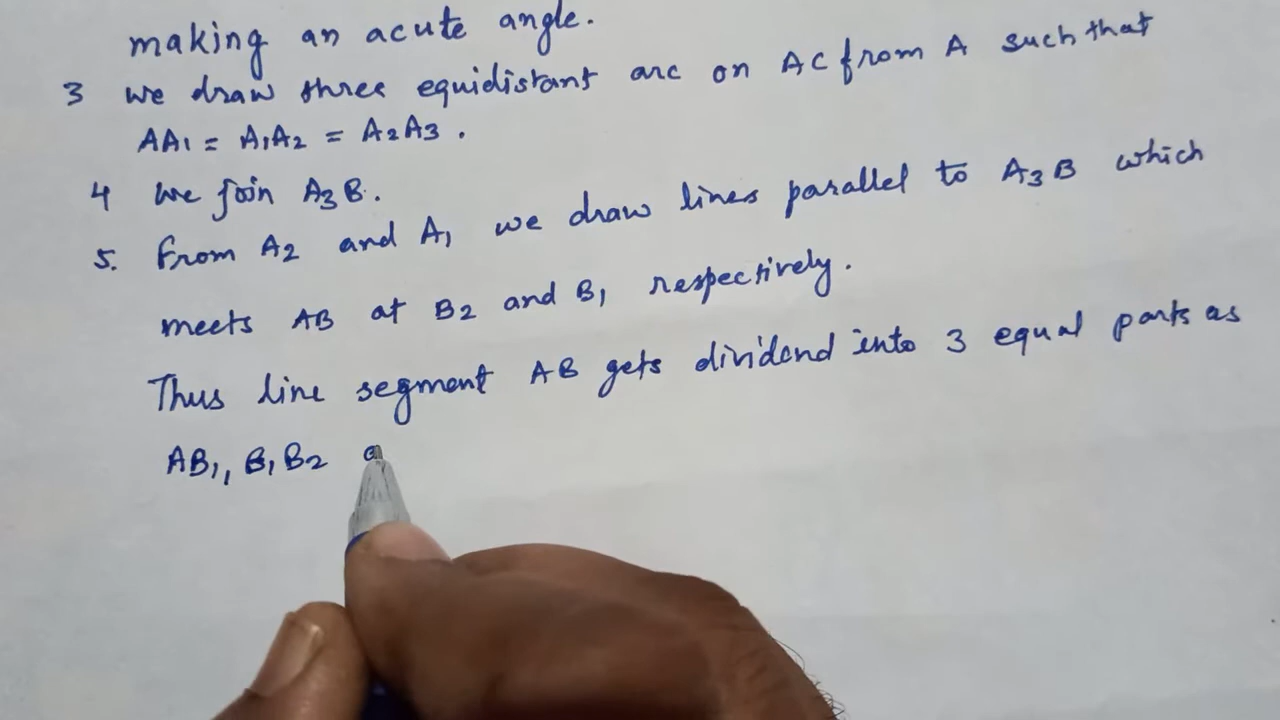 making an acute angle.
3 We draw three equidistant arc on AC from A such that
AA1 = A1A2 = A2A3.
4 We join A3B.
5. From A2 and A1 we draw lines parallel to A3B which
meets AB at B2 and B1 respectively.
Thus line segment AB gets dividend into 3 equal parts as
AB1, B1B2